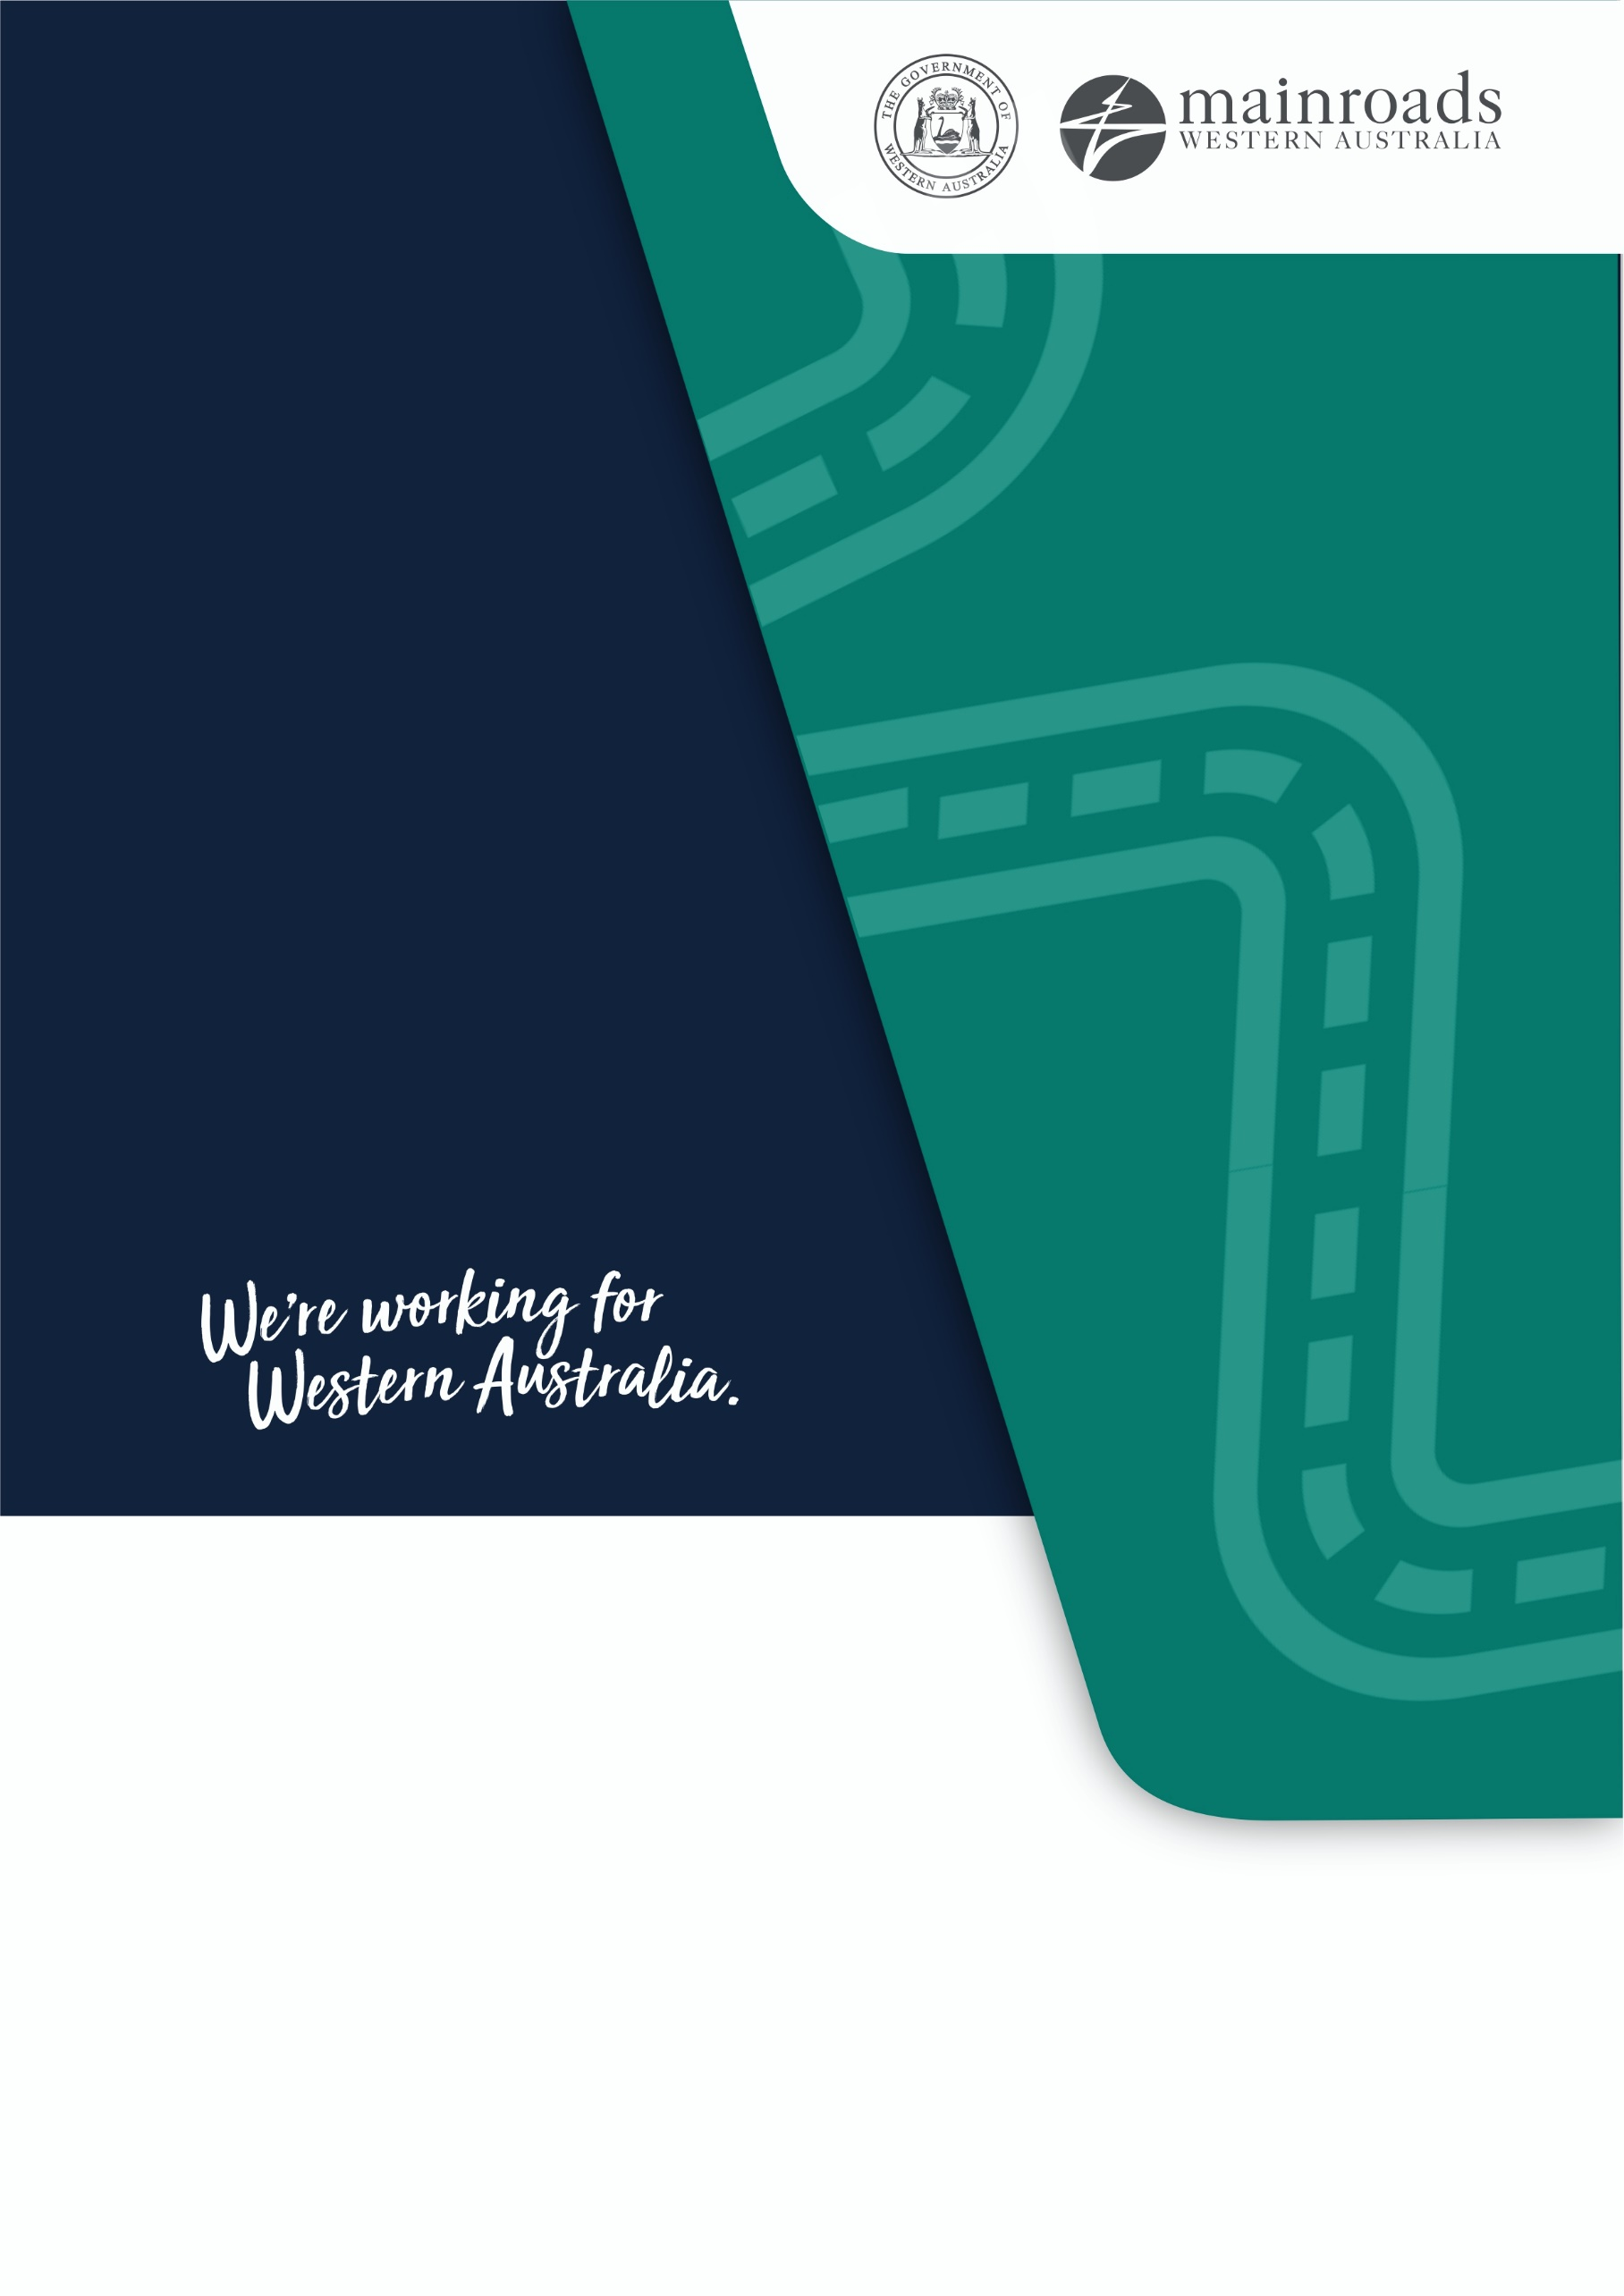 THE GOVERNMENT OF
WESTERN AUSTRALIA
mainroads
WESTERN AUSTRALIA
We're working for
Western Australia.